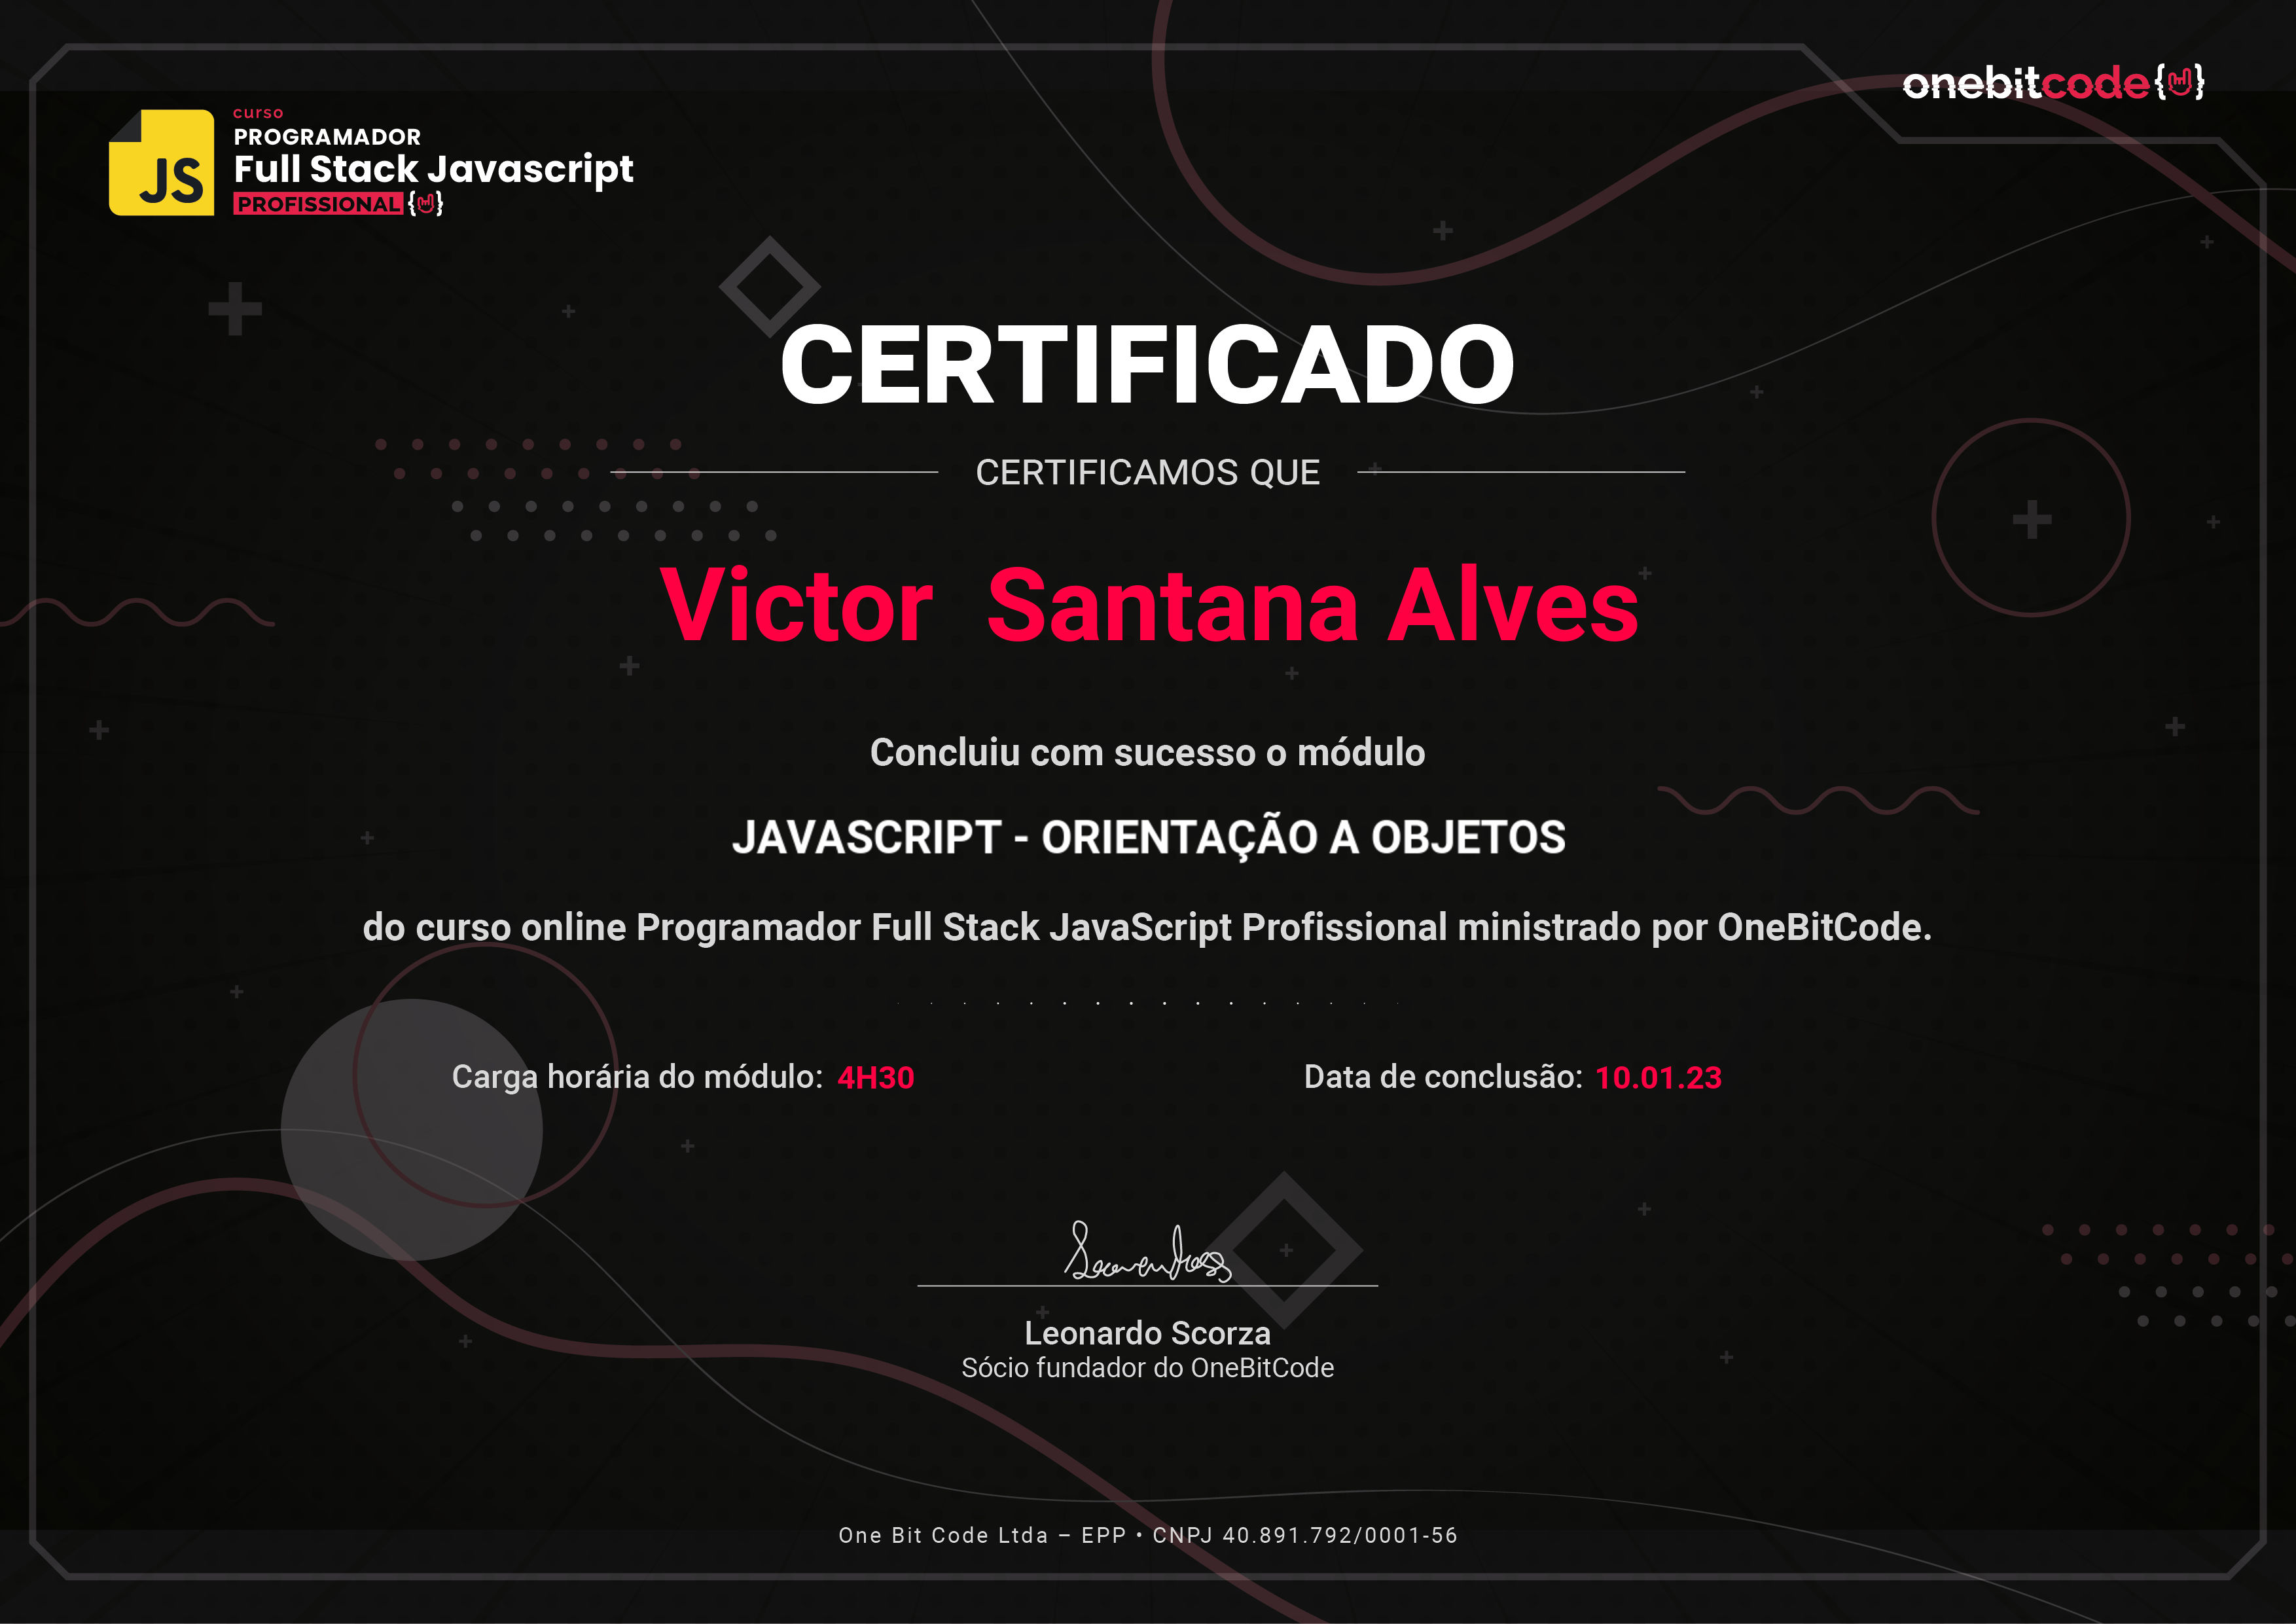 curso
PROGRAMADOR
Full Stack Javascript
PROFISSIONAL
JS
onebitcode
CERTIFICADO
CERTIFICAMOS QUE
Victor Santana Alves
Concluiu com sucesso o módulo
JAVASCRIPT - ORIENTAÇÃO A OBJETOS
do curso online Programador Full Stack JavaScript Profissional ministrado por OneBitCode.
Carga horária do módulo: 4H30
Data de conclusão: 10.01.23
Leonardo Scorza
Sócio fundador do OneBitCode
One Bit Code Ltda – EPP • CNPJ 40.891.792/0001-56